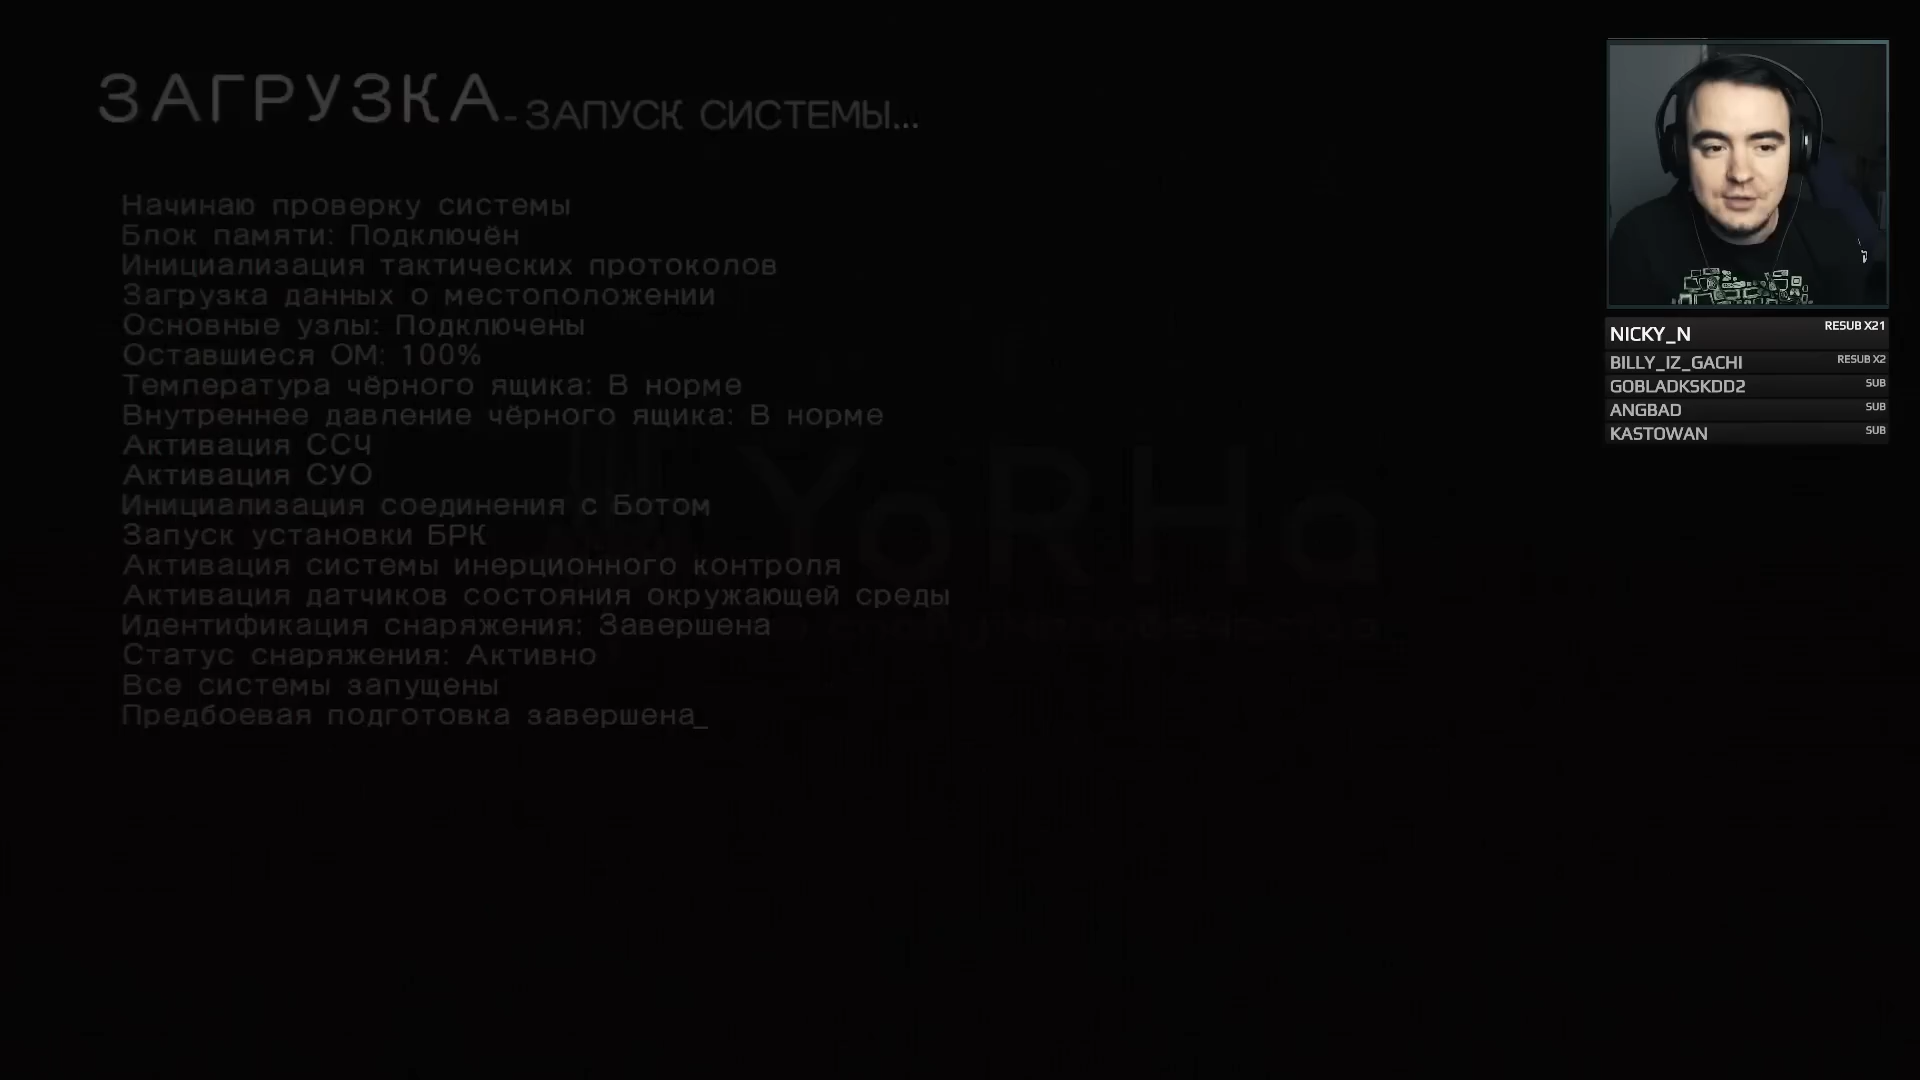 ЗАГРУЗКА - ЗАПУСК СИСТЕМЫ...
Начинаю проверку системы
Блок памяти: Подключён
Инициализация тактических протоколов
Загрузка данных о местоположении
Основные узлы: Подключены
Оставшиеся ОМ: 100%
Температура чёрного ящика: В норме
Внутреннее давление чёрного ящика: В норме
Активация ССЧ
Активация СУО
Инициализация соединения с Ботом
Запуск установки БРК
Активация системы инерционного контроля
Активация датчиков состояния окружающей среды
Идентификация снаряжения: Завершена
Статус снаряжения: Активно
Все системы запущены
Предбоевая подготовка завершена_
YoRHa
NICKY_N RESUB X21
BILLY_IZ_GACHI RESUB X2
GOBLADKSKDD2 SUB
ANGBAD SUB
KASTOWAN SUB